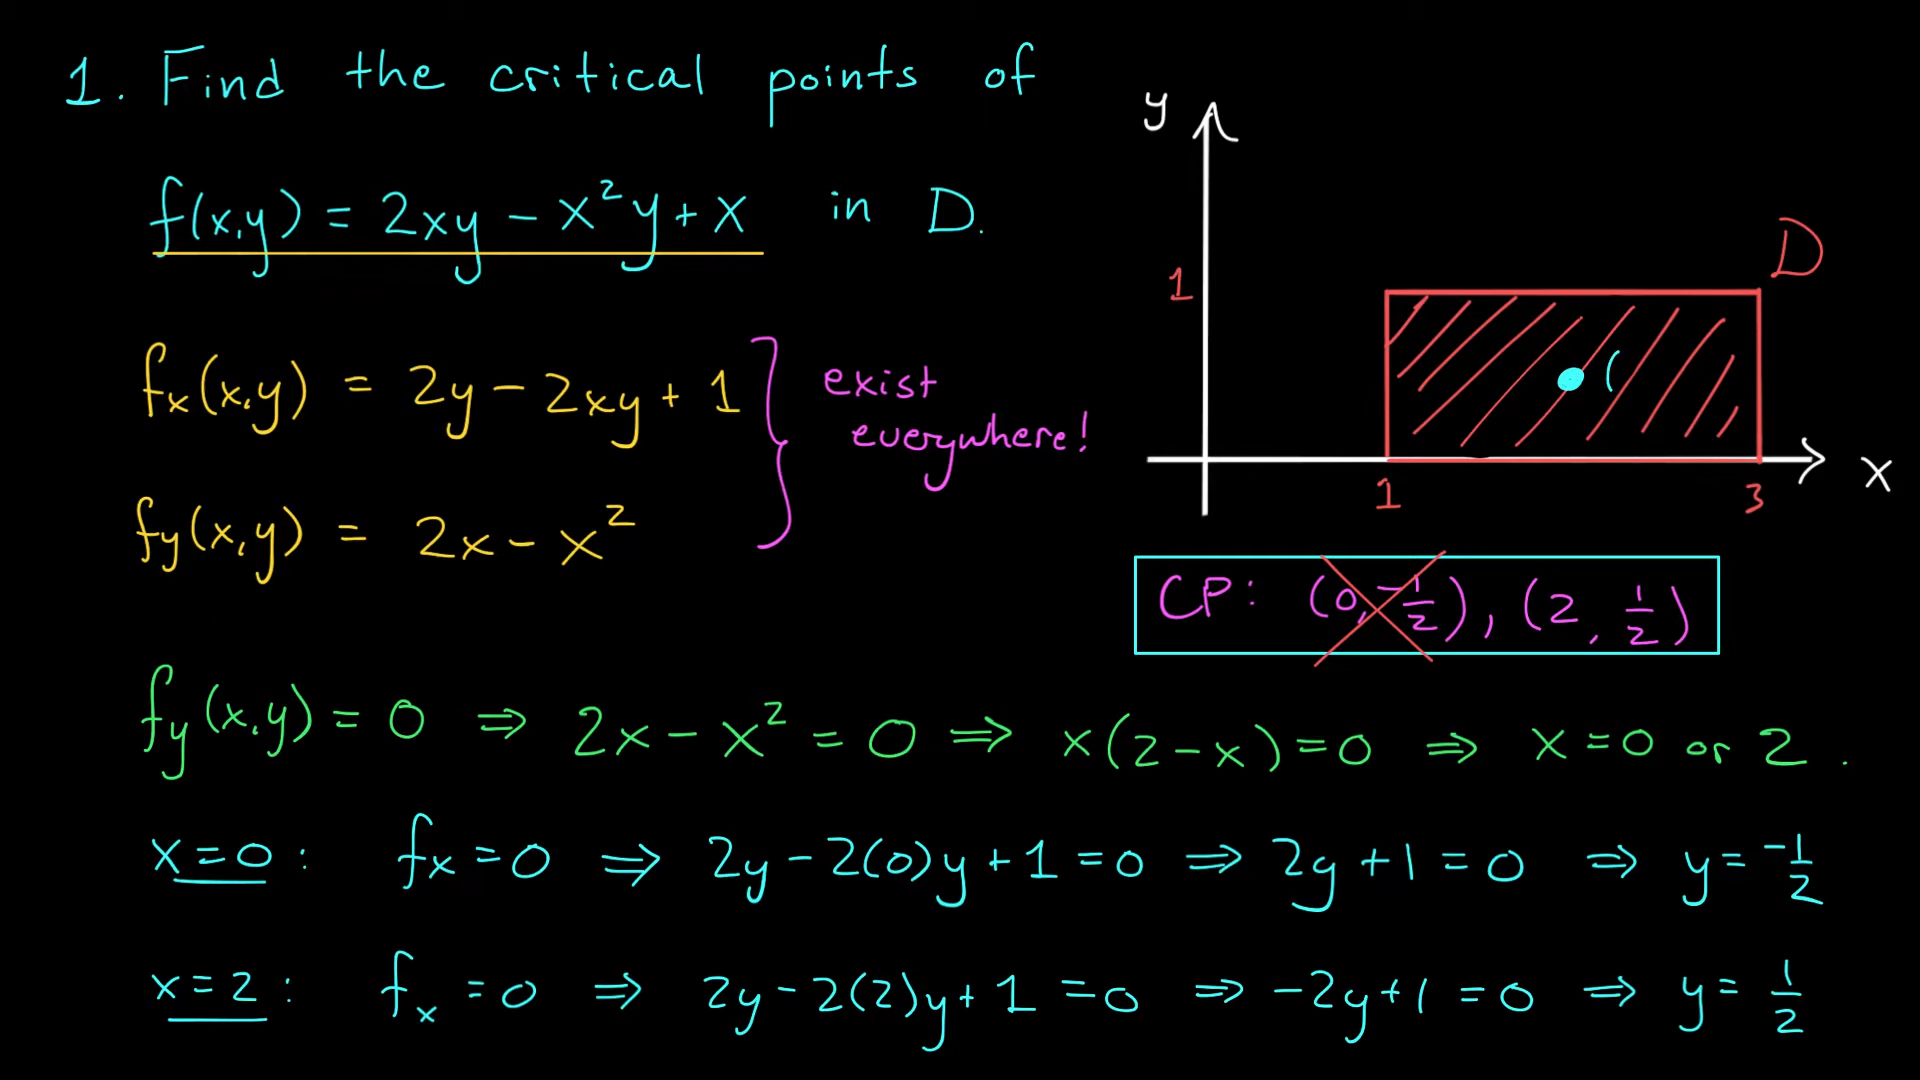 1. Find the critical points of
f(x,y) = 2xy - x²y + x in D.
fx(x,y) = 2y - 2xy + 1
exist
everywhere!
fy(x,y) = 2x - x²
y
1
D
(
1
3
x
CP: (0, -1/2), (2, 1/2)
fy(x,y) = 0 ⇒ 2x - x² = 0 ⇒ x(2 - x) = 0 ⇒ x = 0 or 2.
x = 0: fx = 0 ⇒ 2y - 2(0)y + 1 = 0 ⇒ 2y + 1 = 0 ⇒ y = -1/2
x = 2: fx = 0 ⇒ 2y - 2(2)y + 1 = 0 ⇒ -2y + 1 = 0 ⇒ y = 1/2